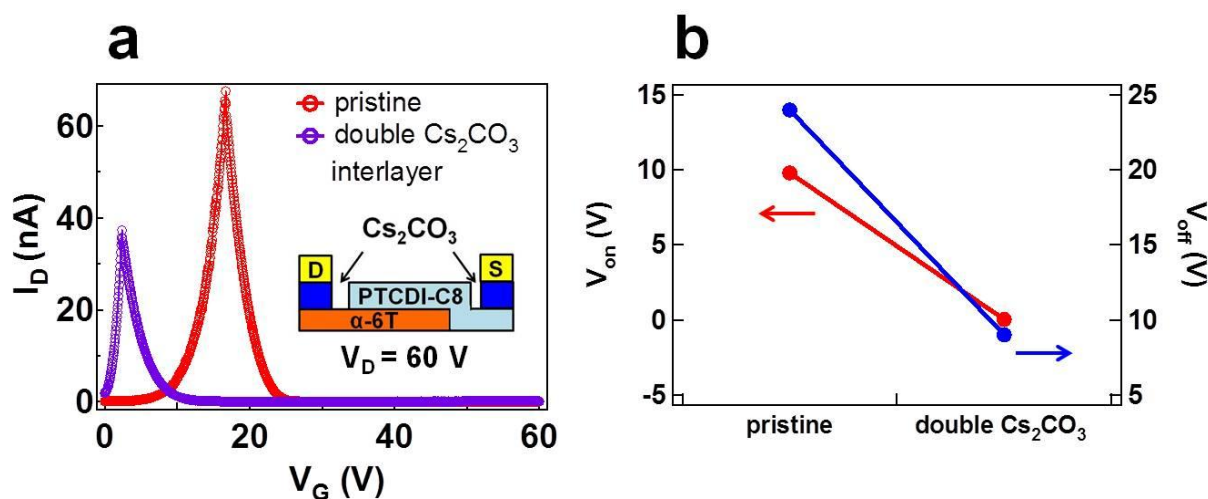 a
60
40
20
0
I_D (nA)
0
20
40
60
V_G (V)
pristine
double Cs₂CO₃
interlayer
Cs₂CO₃
D
S
PTCDI-C8
α-6T
V_D = 60 V
b
15
10
5
0
-5
V_on (V)
25
20
15
10
5
V_off (V)
pristine
double Cs₂CO₃